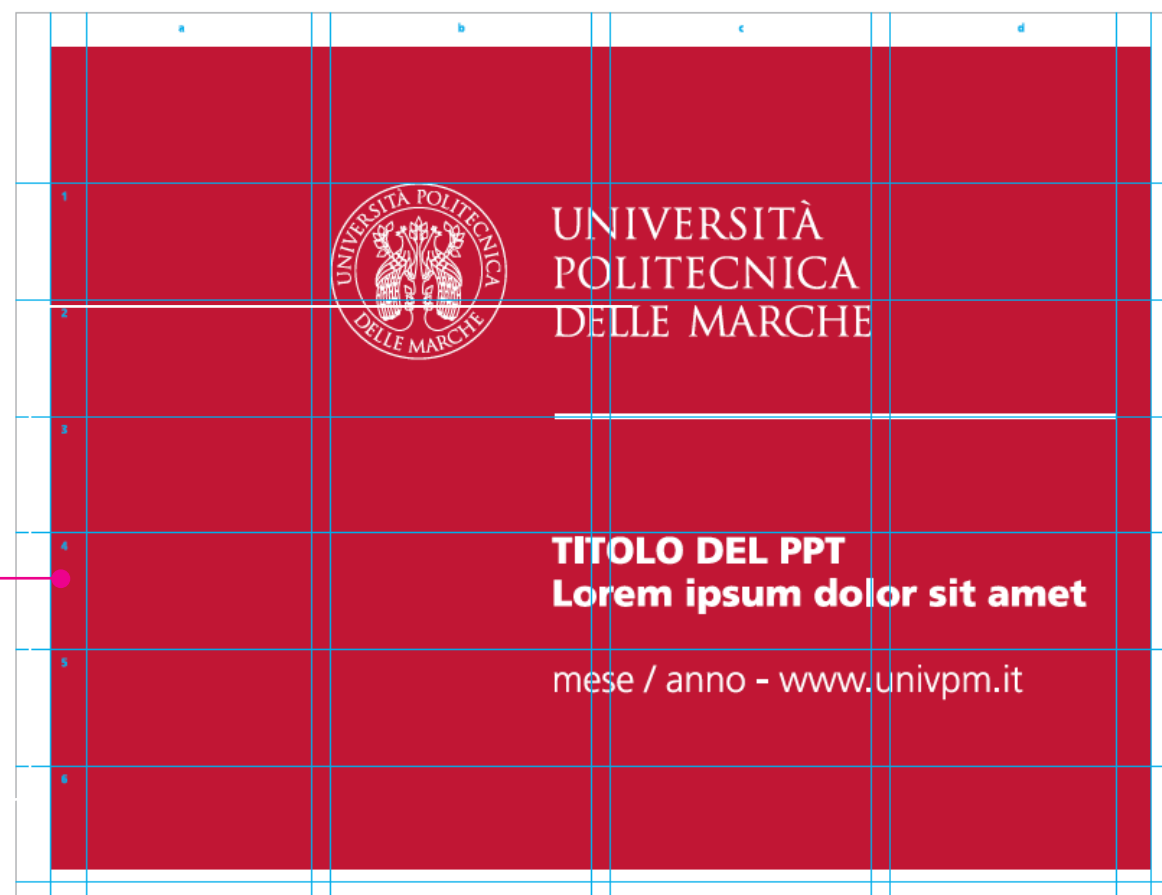 a b c d
1
UNIVERSITÀ POLITECNICA
DELLE MARCHE
UNIVERSITÀ
POLITECNICA
DELLE MARCHE
2
3
4
TITOLO DEL PPT
Lorem ipsum dolor sit amet
5
mese / anno - www.univpm.it
6